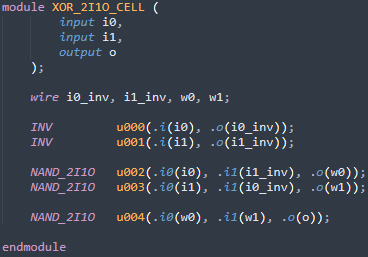 module XOR_2I1O_CELL (
input i0,
input i1,
output o
);
wire i0_inv, i1_inv, w0, w1;
INV u000(.i(i0), .o(i0_inv));
INV u001(.i(i1), .o(i1_inv));
NAND_2I1O u002(.i0(i0), .i1(i1_inv), .o(w0));
NAND_2I1O u003(.i0(i1), .i1(i0_inv), .o(w1));
NAND_2I1O u004(.i0(w0), .i1(w1), .o(o));
endmodule